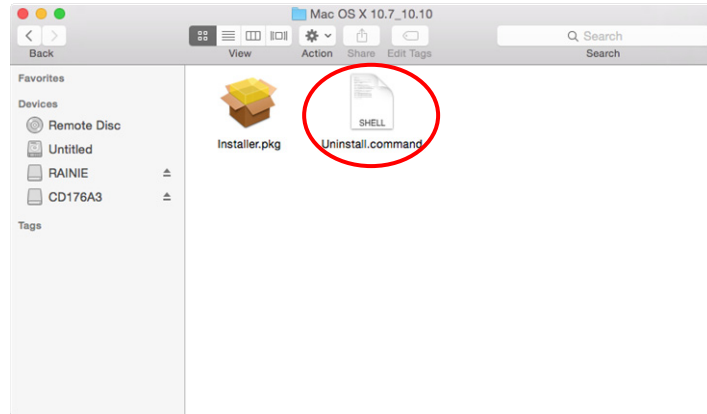 Mac OS X 10.7_10.10
Back
View
Action
Share
Edit Tags
Search
Search
Favorites
Devices
Remote Disc
Untitled
RAINIE
CD176A3
Tags
SHELL
Installer.pkg
Uninstall.command